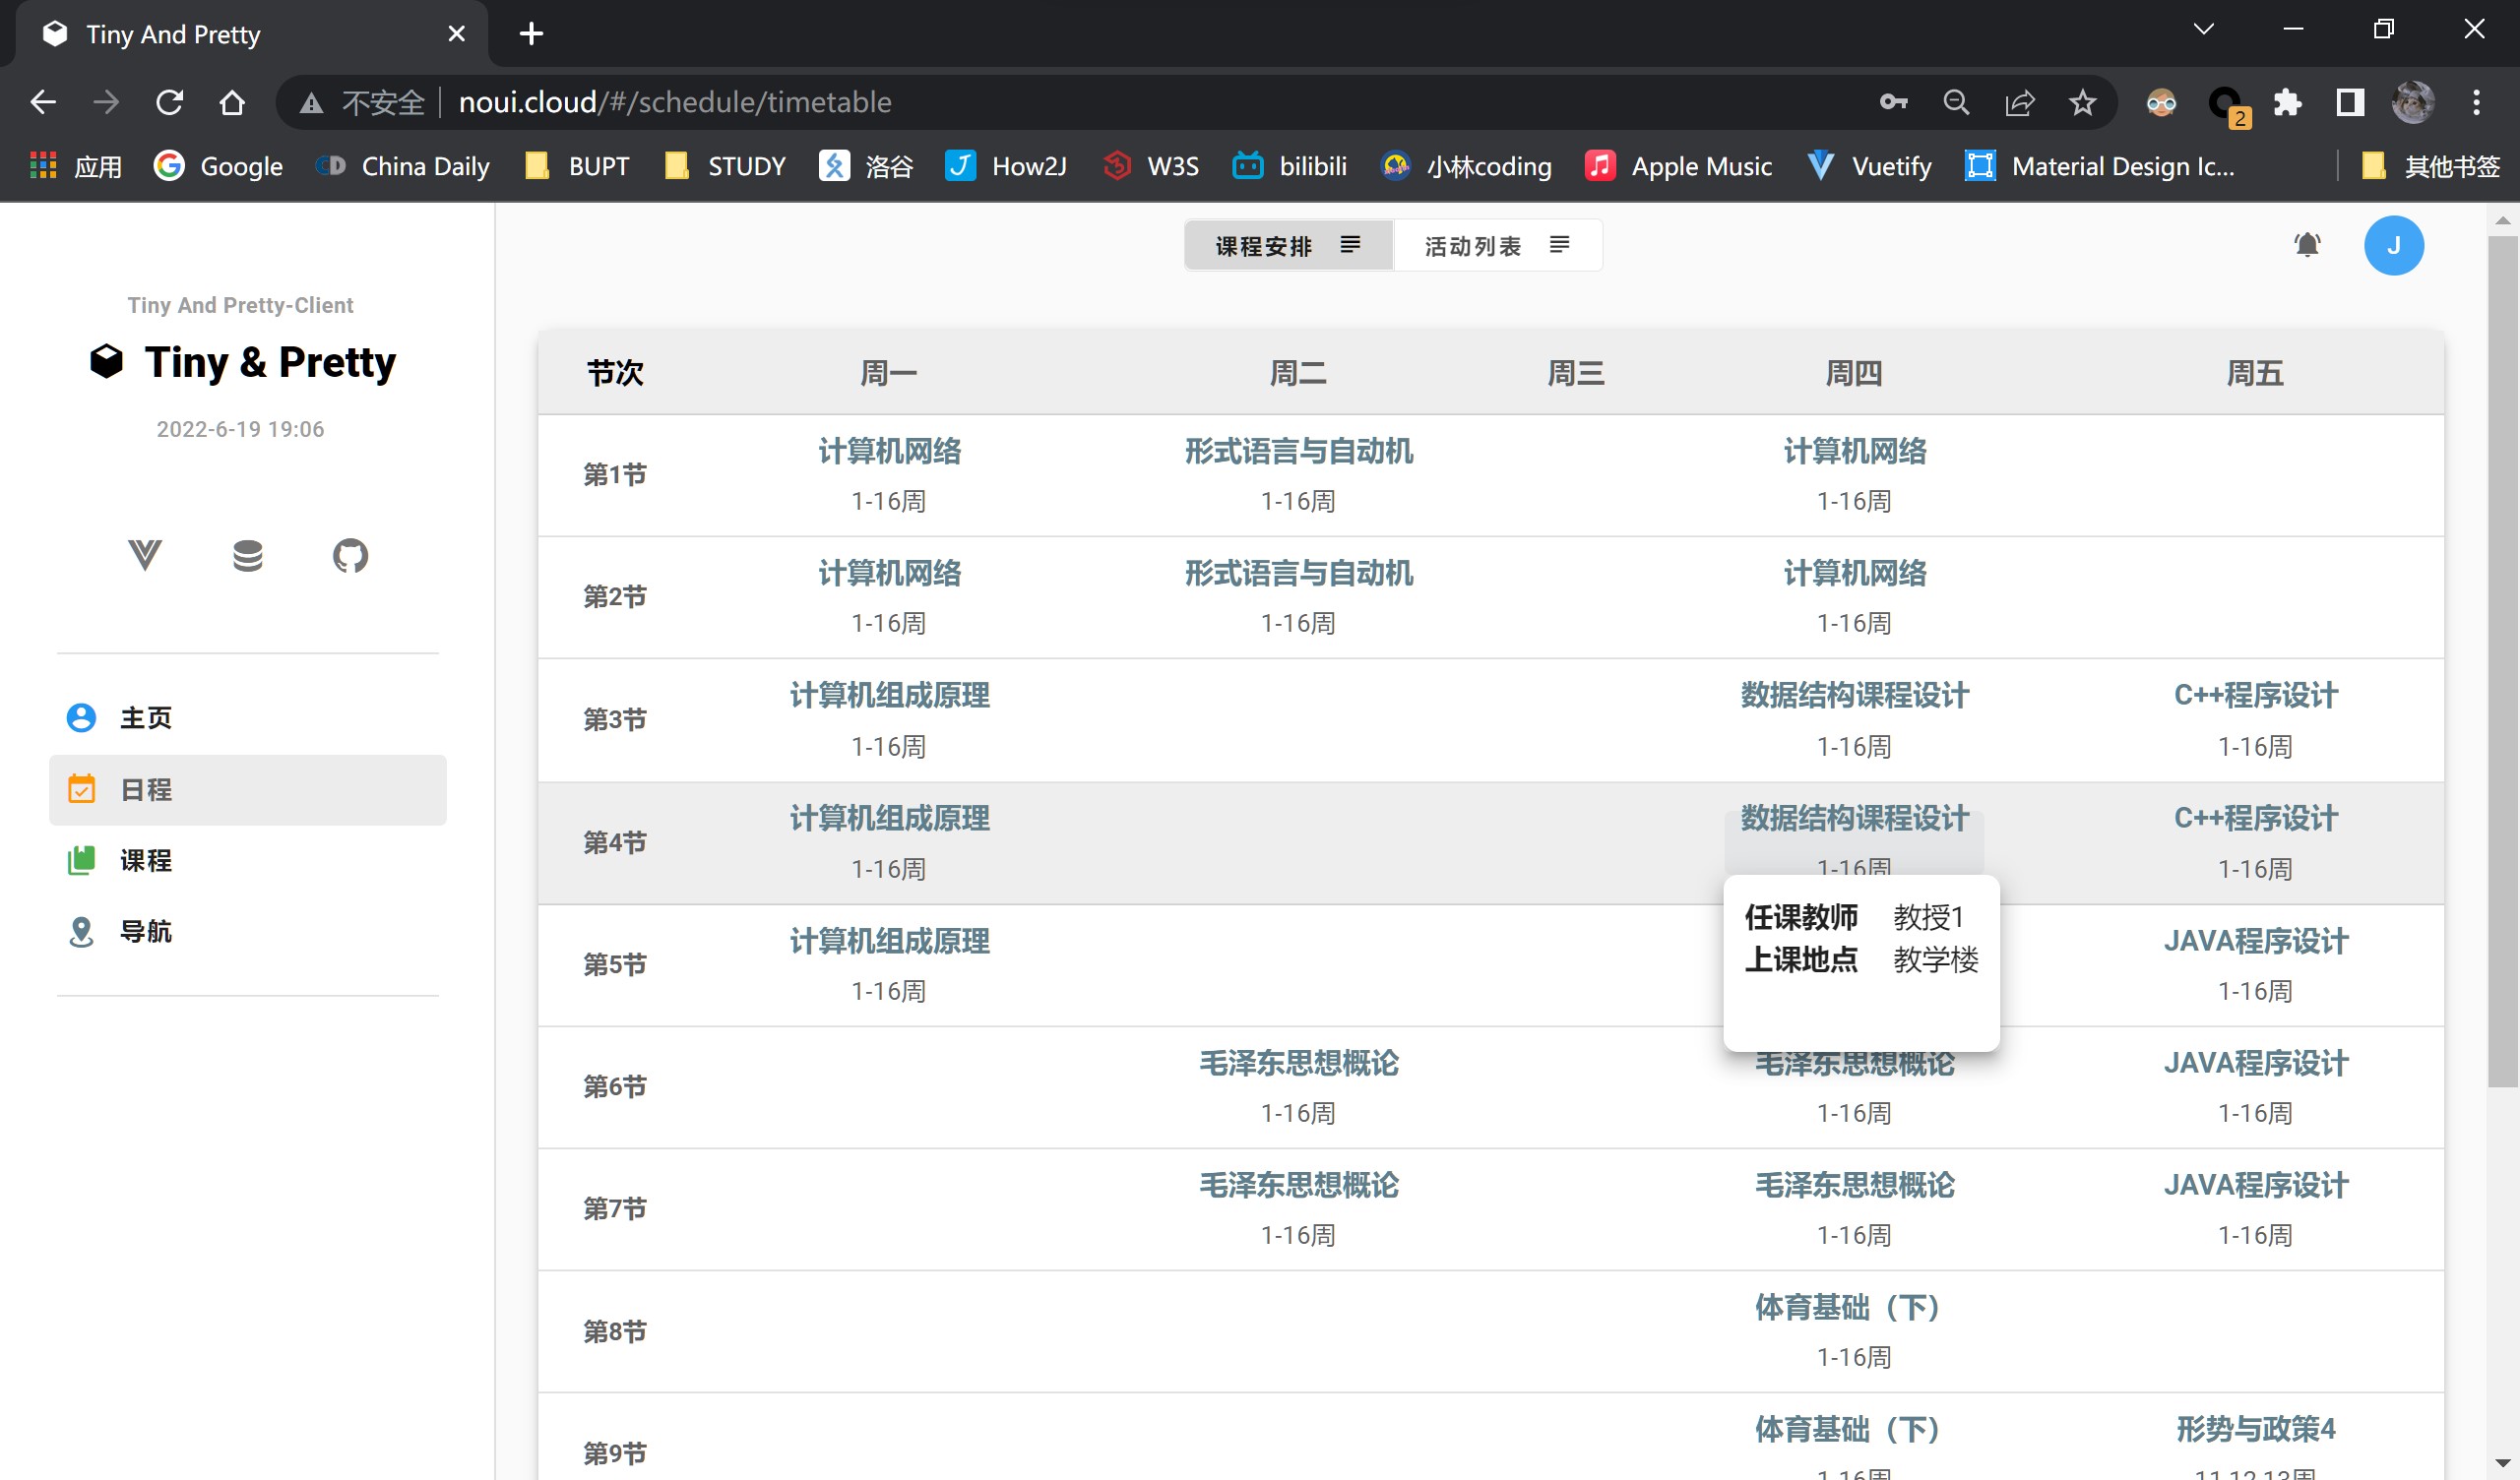 Tiny And Pretty
不安全 noui.cloud/#/schedule/timetable
2
应用 Google China Daily BUPT STUDY 洛谷 How2J W3S bilibili 小林coding Apple Music Vuetify Material Design Ic... 其他书签
课程安排 活动列表
J
Tiny And Pretty-Client
Tiny & Pretty
2022-6-19 19:06
主页
日程
课程
导航
节次 周一 周二 周三 周四 周五
第1节
计算机网络 形式语言与自动机 计算机网络
1-16周 1-16周 1-16周
第2节
计算机网络 形式语言与自动机 计算机网络
1-16周 1-16周 1-16周
第3节
计算机组成原理 数据结构课程设计 C++程序设计
1-16周 1-16周 1-16周
第4节
计算机组成原理 数据结构课程设计 C++程序设计
1-16周 1-16周 1-16周
任课教师 教授1
上课地点 教学楼
第5节
计算机组成原理 JAVA程序设计
1-16周 1-16周
第6节
毛泽东思想概论 毛泽东思想概论 JAVA程序设计
1-16周 1-16周 1-16周
第7节
毛泽东思想概论 毛泽东思想概论 JAVA程序设计
1-16周 1-16周 1-16周
第8节
体育基础（下）
1-16周
第9节
体育基础（下） 形势与政策4
1-16周 11,12,13周